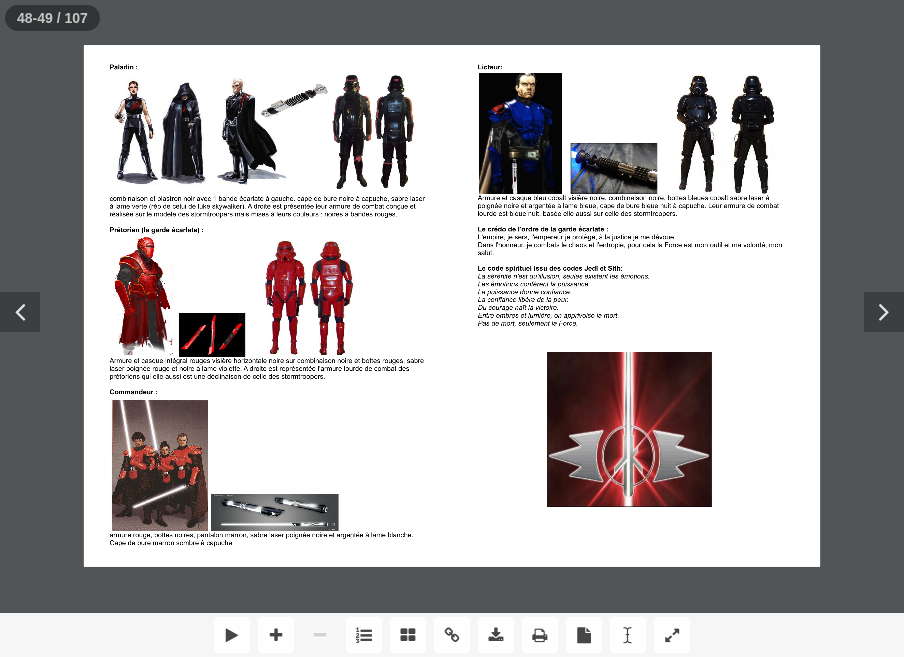 48-49 / 107
Paladin :
combinaison et plastron noir avec 1 bande écarlate à gauche, cape de bure noire à capuche, sabre laser
à lame verte (rép de celui de luke skywalker). A droite est présentée leur armure de combat conçue et
réalisée sur le modèle des stormtroopers mais mises à leurs couleurs : noires à bandes rouges.
Prétorien (la garde écarlate) :
Armure et casque intégral rouges visière horizontale noire sur combinaison noire et bottes rouges, sabre
laser poignée rouge et noire à lame violette. A droite est représentée l'armure lourde de combat des
prétoriens qui elle aussi est une déclinaison de celle des stormtroopers.
Commandeur :
armure rouge, bottes noires, pantalon marron, sabre laser poignée noire et argentée à lame blanche.
Cape de bure marron sombre à capuche
Licteur:
Armure et casque bleu cobalt visière noire, combinaison noire, bottes bleues cobalt sabre laser à
poignée noire et argentée à lame bleue, cape de bure bleue nuit à capuche. Leur armure de combat
lourde est bleue nuit, basée elle aussi sur celle des stormtroopers.
Le crédo de l'ordre de la garde écarlate :
L'empire, je sers, l'empereur je protège, à la justice je me dévoue.
Dans l'honneur, je combats le chaos et l'entropie, pour cela la Force est mon outil et ma volonté, mon
salut.
Le code spirituel issu des codes Jedi et Sith:
La sérénité n'est qu'illusion, seules existent les émotions.
Les émotions confèrent la puissance.
La puissance donne confiance.
La confiance libère de la peur.
Du courage naît la victoire.
Entre ombres et lumière, on apprivoise la mort.
Pas de mort, seulement la Force.